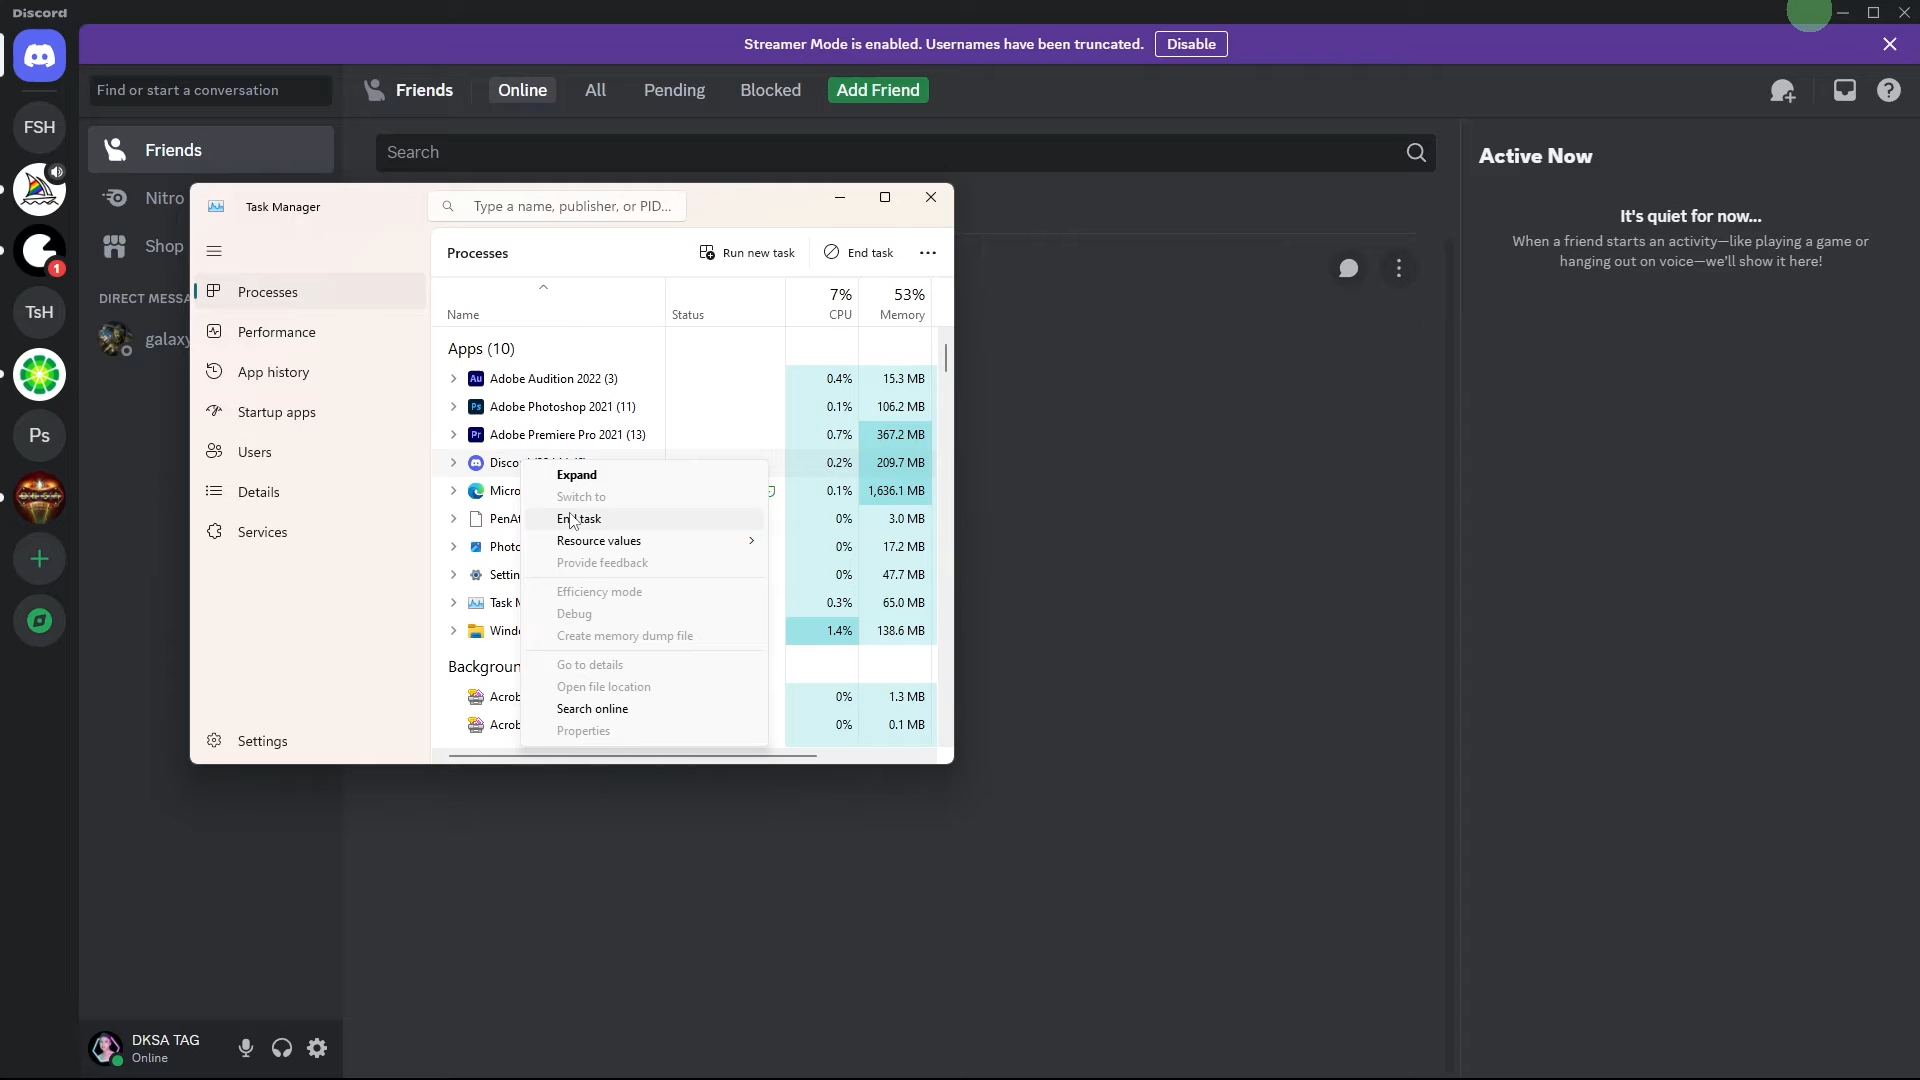 Discord
Streamer Mode is enabled. Usernames have been truncated.
Disable
Find or start a conversation
Friends
Online
All
Pending
Blocked
Add Friend
FSH
Friends
Search
Active Now
Nitro
Shop
It's quiet for now...
When a friend starts an activity—like playing a game or
hanging out on voice—we'll show it here!
1
TsH
DIRECT MESSA
galaxy
Ps
DKSA TAG
Online
Task Manager
Type a name, publisher, or PID...
Processes
Run new task
End task
Processes
Performance
App history
Startup apps
Users
Details
Services
Settings
7%
53%
Name
Status
CPU
Memory
Apps (10)
Au Adobe Audition 2022 (3) 0.4% 15.3 MB
Ps Adobe Photoshop 2021 (11) 0.1% 106.2 MB
Pr Adobe Premiere Pro 2021 (13) 0.7% 367.2 MB
Disco 0.2% 209.7 MB
Micro 0.1% 1,636.1 MB
PenAt 0% 3.0 MB
Photo 0% 17.2 MB
Settin 0% 47.7 MB
Task M 0.3% 65.0 MB
Windo 1.4% 138.6 MB
Backgroun
Acrob 0% 1.3 MB
Acrob 0% 0.1 MB
Expand
Switch to
End task
Resource values
Provide feedback
Efficiency mode
Debug
Create memory dump file
Go to details
Open file location
Search online
Properties